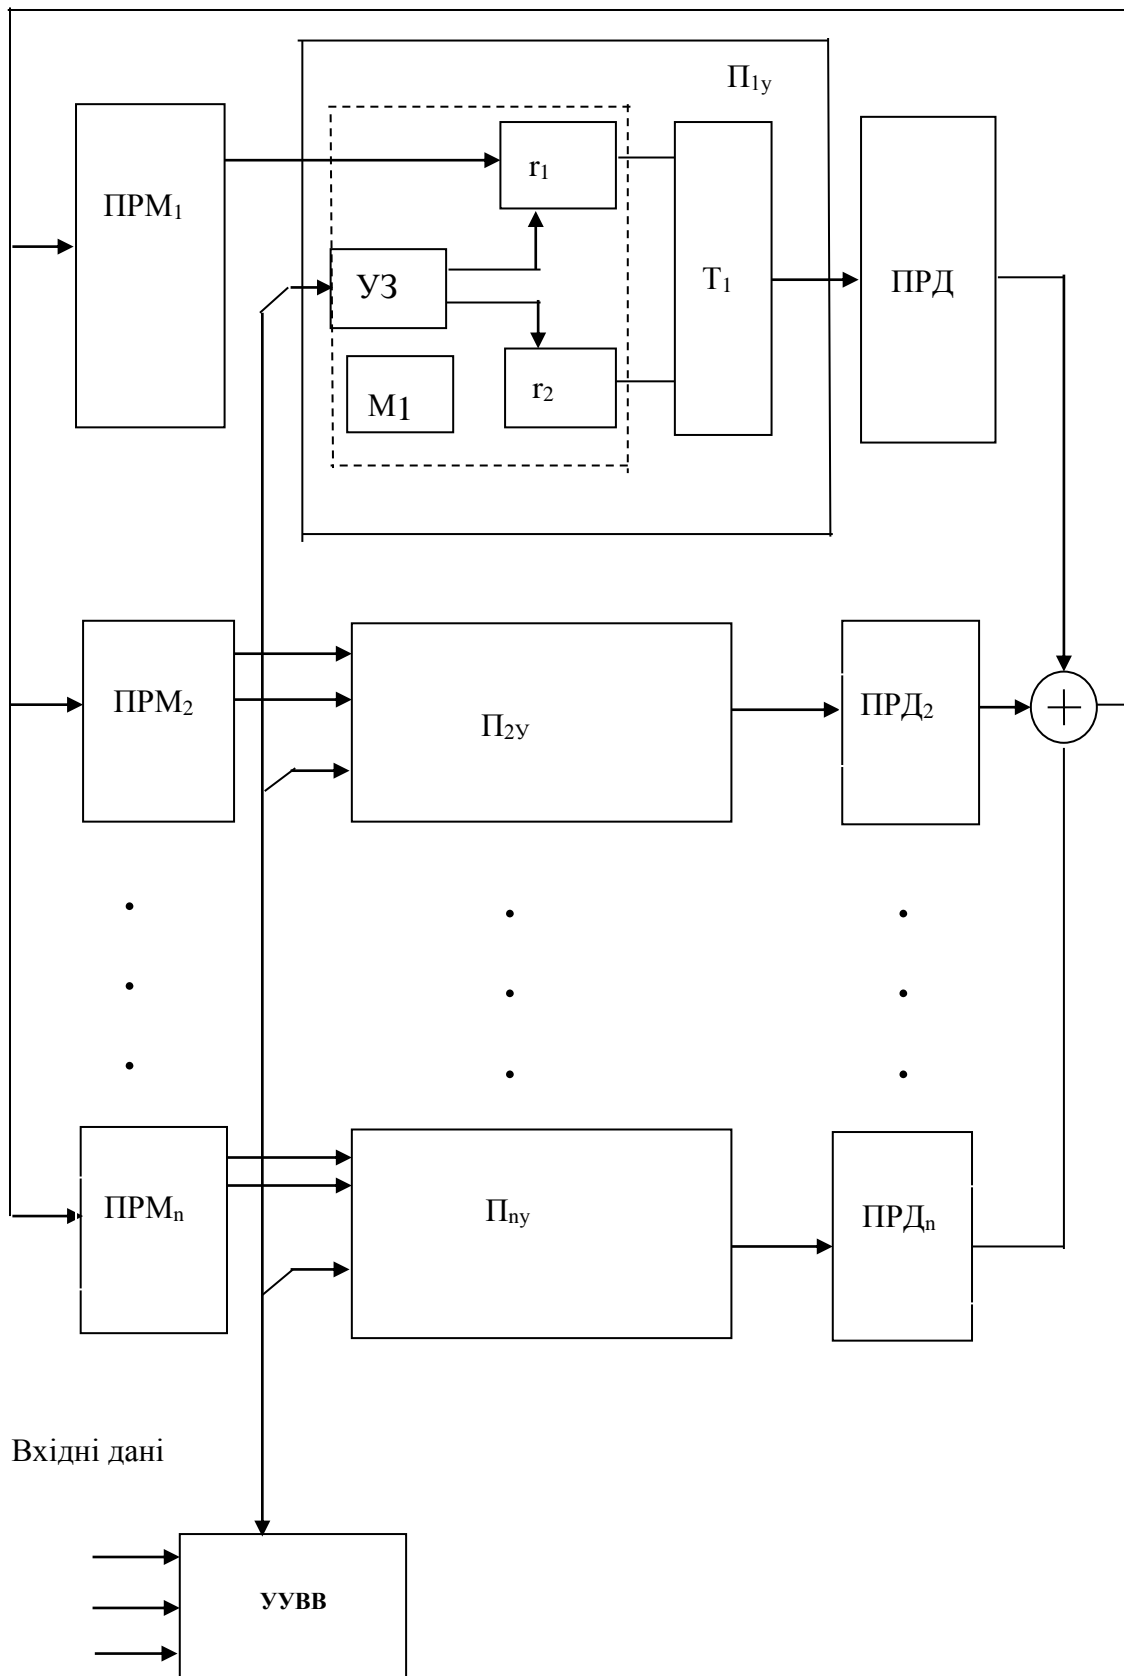 П₁у
r₁
ПРМ₁
УЗ
Т₁
ПРД
r₂
М1
ПРМ₂
П₂У
ПРД₂
ПРМₙ
Пₙу
ПРДₙ
Вхідні дані
УУВВ